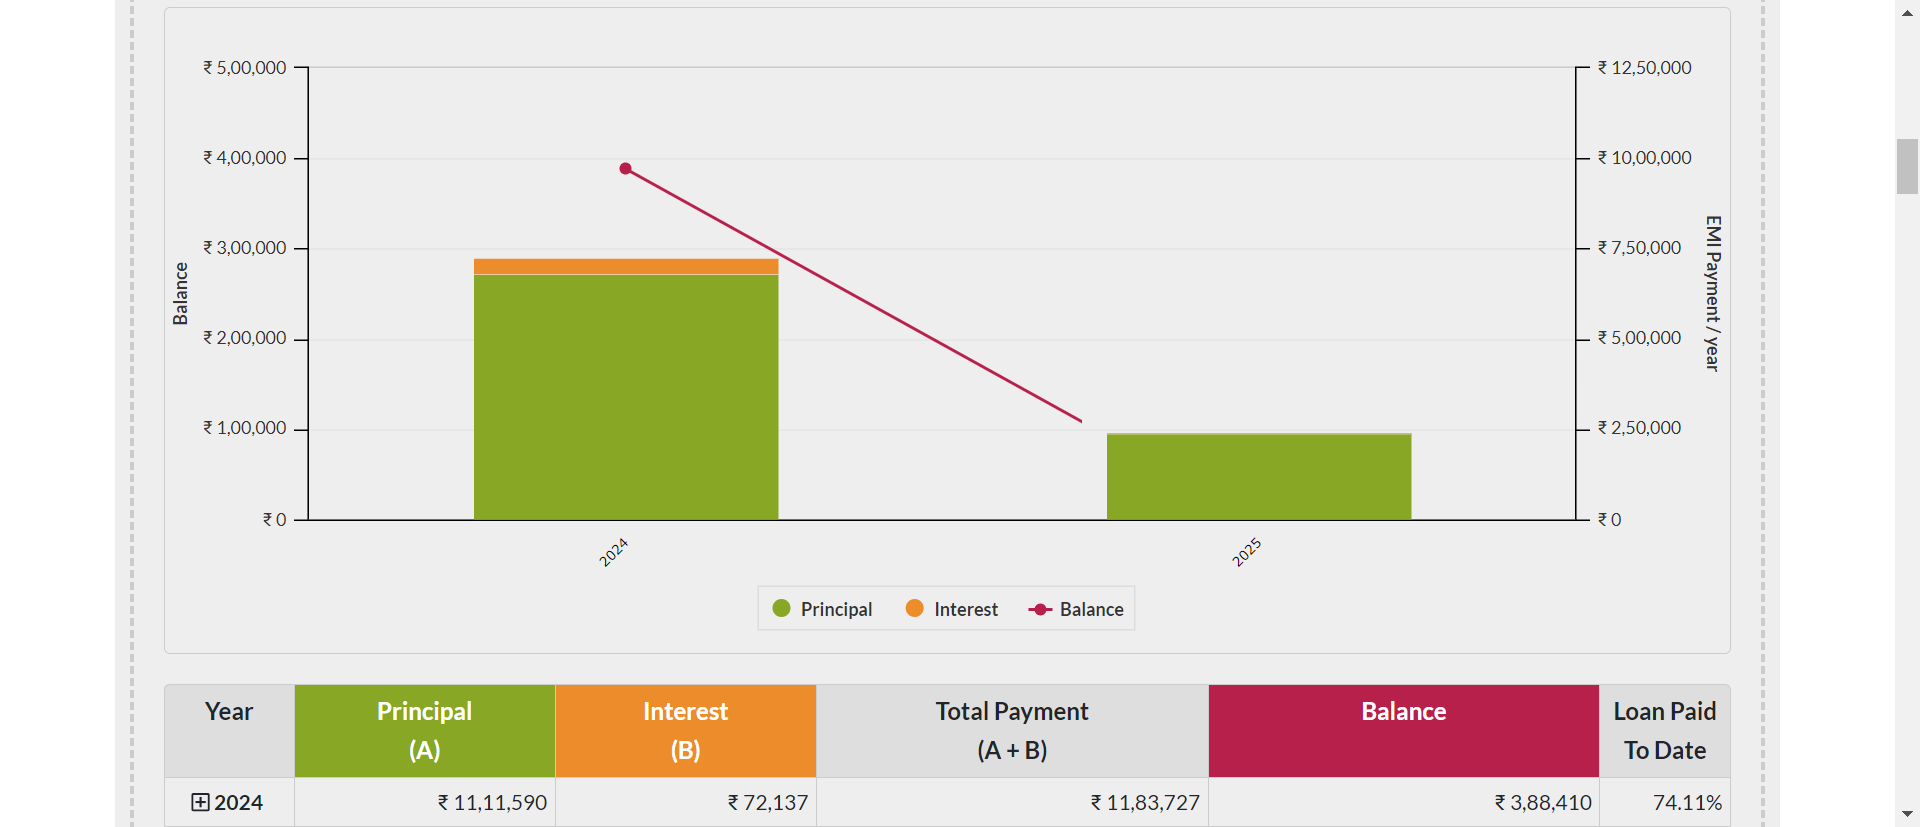 ₹ 5,00,000
₹ 4,00,000
₹ 3,00,000
₹ 2,00,000
₹ 1,00,000
₹ 0
Balance
₹ 12,50,000
₹ 10,00,000
₹ 7,50,000
₹ 5,00,000
₹ 2,50,000
₹ 0
EMI Payment / year
2024
2025
Principal Interest Balance
Year Principal (A) Interest (B) Total Payment (A + B) Balance Loan Paid To Date
2024 ₹ 11,11,590 ₹ 72,137 ₹ 11,83,727 ₹ 3,88,410 74.11%